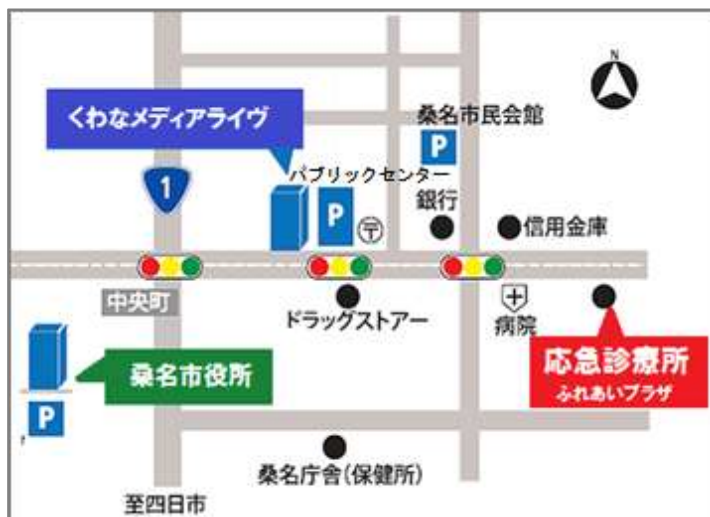 N
くわなメディアライヴ
桑名市民会館
P
パブリックセンター
1
P
銀行
信用金庫
中央町
ドラッグストアー
病院
応急診療所
ふれあいプラザ
桑名市役所
P
桑名庁舎(保健所)
至四日市